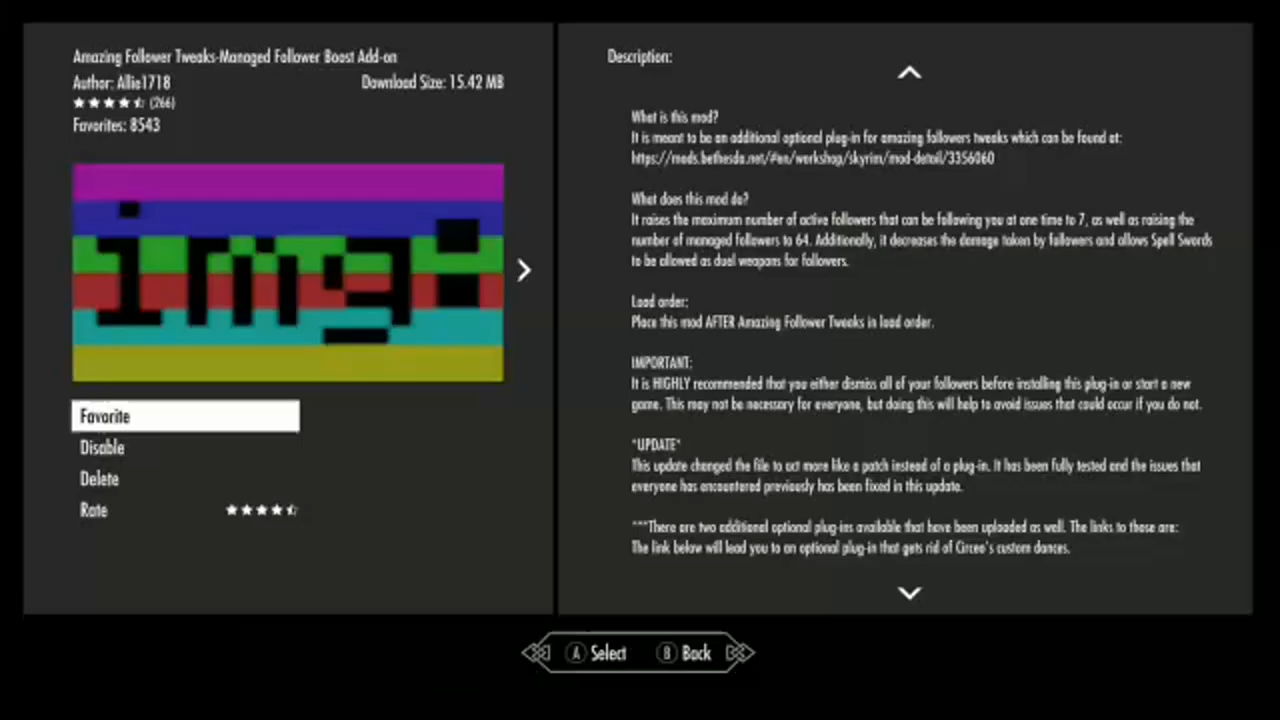 Amazing Follower Tweaks-Managed Follower Boost Add-on
Author: Allie1718
Download Size: 15.42 MB
(266)
Favorites: 8543
img:
Favorite
Disable
Delete
Rate
Description:
What is this mod?
It is meant to be an additional optional plug-in for amazing followers tweaks which can be found at:
https://mods.bethesda.net/#en/workshop/skyrim/mod-detail/3356060
What does this mod do?
It raises the maximum number of active followers that can be following you at one time to 7, as well as raising the
number of managed followers to 64. Additionally, it decreases the damage taken by followers and allows Spell Swords
to be allowed as duel weapons for followers.
Load order:
Place this mod AFTER Amazing Follower Tweaks in load order.
IMPORTANT:
It is HIGHLY recommended that you either dismiss all of your followers before installing this plug-in or start a new
game. This may not be necessary for everyone, but doing this will help to avoid issues that could occur if you do not.
*UPDATE*
This update changed the file to act more like a patch instead of a plug-in. It has been fully tested and the issues that
everyone has encountered previously has been fixed in this update.
***There are two additional optional plug-ins available that have been uploaded as well. The links to those are:
The link below will lead you to an optional plug-in that gets rid of Circeo's custom dances.
A Select B Back